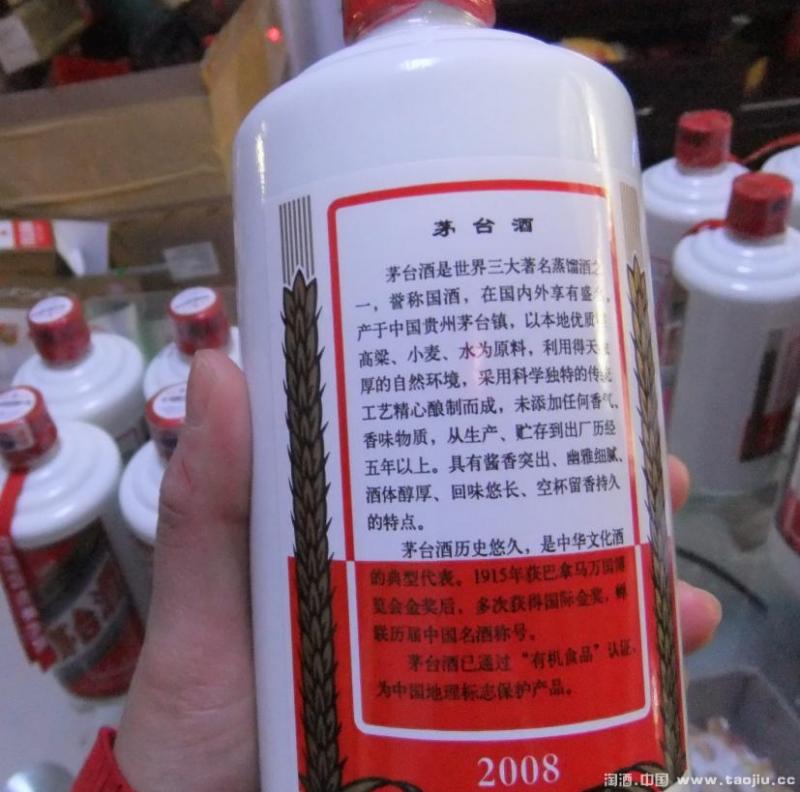 茅台酒
茅台酒是世界三大著名蒸馏酒之
一，誉称国酒，在国内外享有盛
产于中国贵州茅台镇，以本地优质
高粱、小麦、水为原料，利用得天
厚的自然环境，采用科学独特的传统
工艺精心酿制而成，未添加任何香气、
香味物质，从生产、贮存到出厂历经
五年以上。具有酱香突出、幽雅细腻、
酒体醇厚、回味悠长、空杯留香持久
的特点。
茅台酒历史悠久，是中华文化酒
的典型代表。1915年获巴拿马万国博
览会金奖后，多次获得国际金奖，蝉
联历届中国名酒称号。
茅台酒已通过“有机食品”认证，
为中国地理标志保护产品。
2008
淘酒.中国 www.taojiu.cc